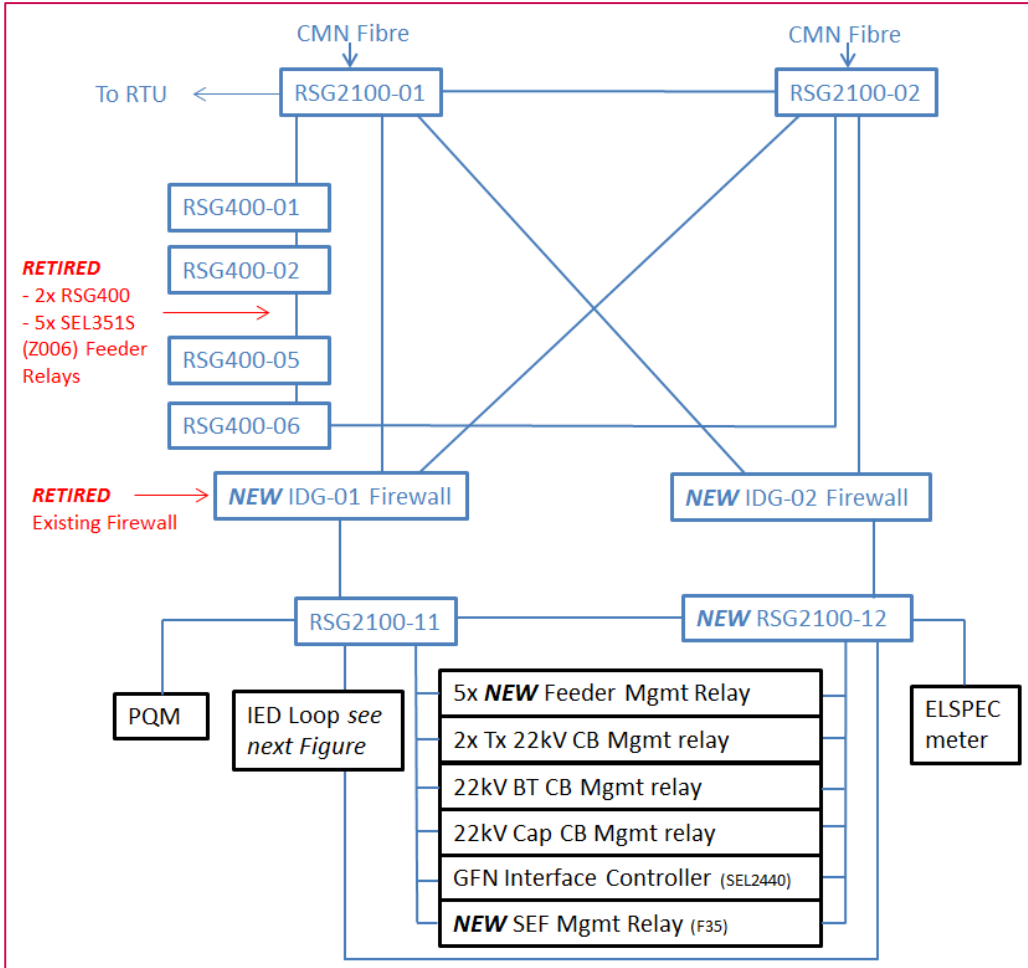 CMN Fibre
CMN Fibre
To RTU
RSG2100-01
RSG2100-02
RSG400-01
RSG400-02
RETIRED
- 2x RSG400
- 5x SEL351S
(Z006) Feeder
Relays
RSG400-05
RSG400-06
RETIRED
Existing Firewall
NEW IDG-01 Firewall
NEW IDG-02 Firewall
RSG2100-11
NEW RSG2100-12
PQM
IED Loop see
next Figure
5x NEW Feeder Mgmt Relay
2x Tx 22kV CB Mgmt relay
22kV BT CB Mgmt relay
22kV Cap CB Mgmt relay
GFN Interface Controller (SEL2440)
NEW SEF Mgmt Relay (F35)
ELSPEC
meter